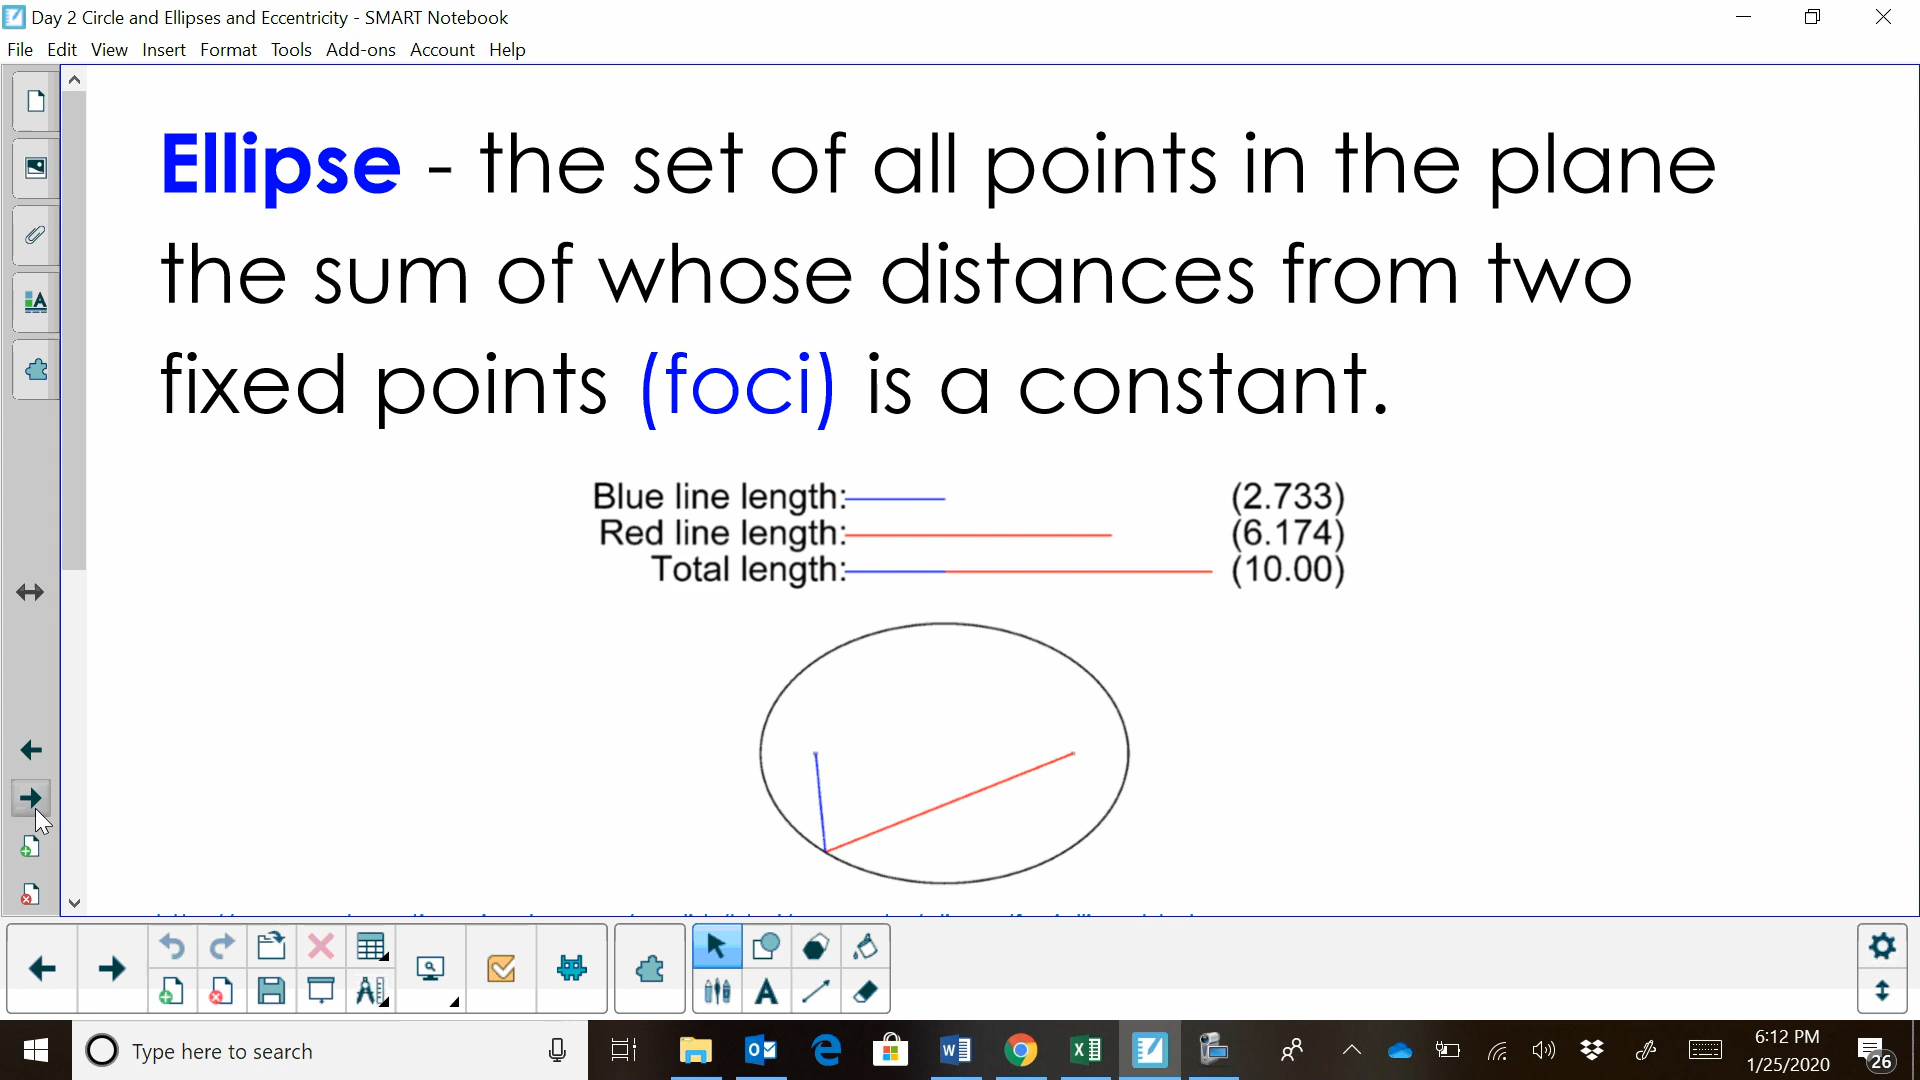 Day 2 Circle and Ellipses and Eccentricity - SMART Notebook
File Edit View Insert Format Tools Add-ons Account Help
Ellipse - the set of all points in the plane
the sum of whose distances from two
fixed points (foci) is a constant.
Blue line length: (2.733)
Red line length: (6.174)
Total length: (10.00)
Type here to search
6:12 PM
1/25/2020
26